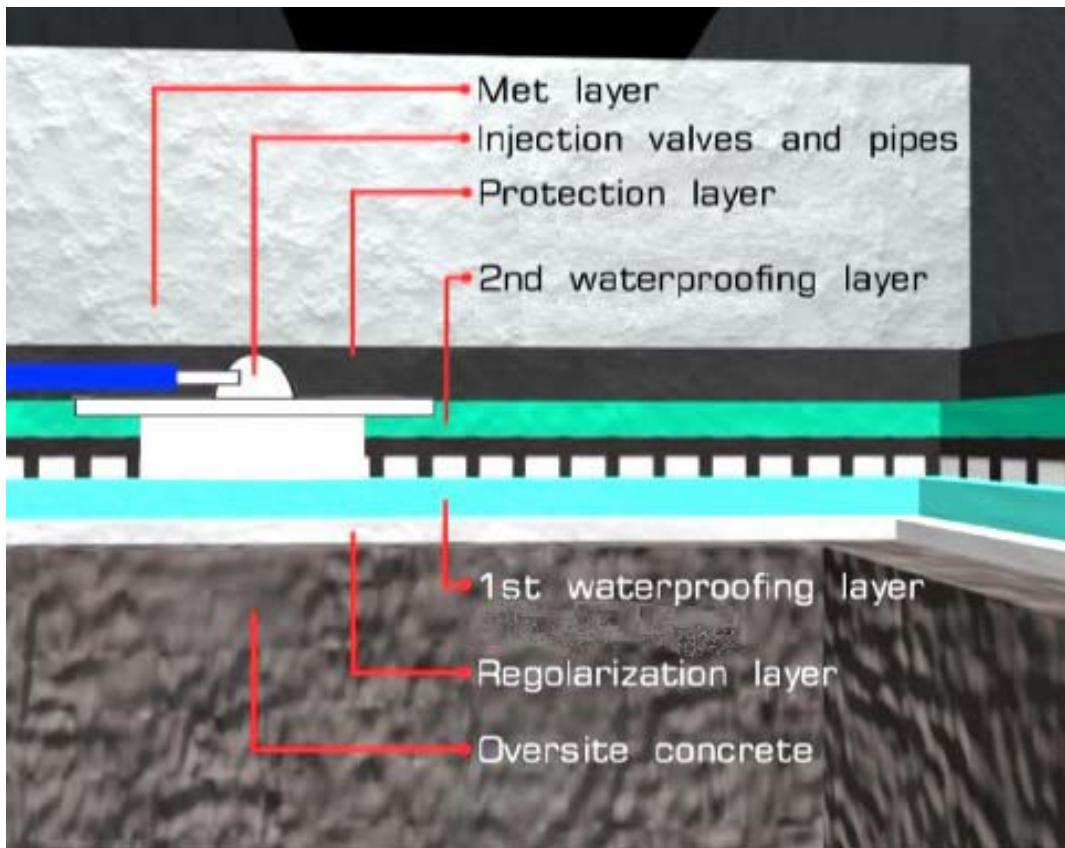 Met layer
Injection valves and pipes
Protection layer
2nd waterproofing layer
1st waterproofing layer
Regolarization layer
Oversite concrete